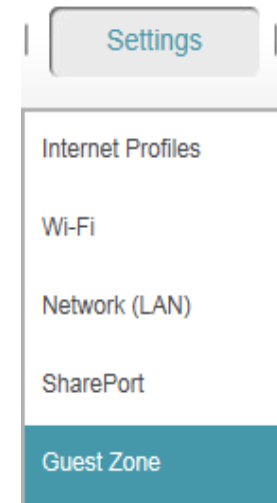 Settings
Internet Profiles
Wi-Fi
Network (LAN)
SharePort
Guest Zone